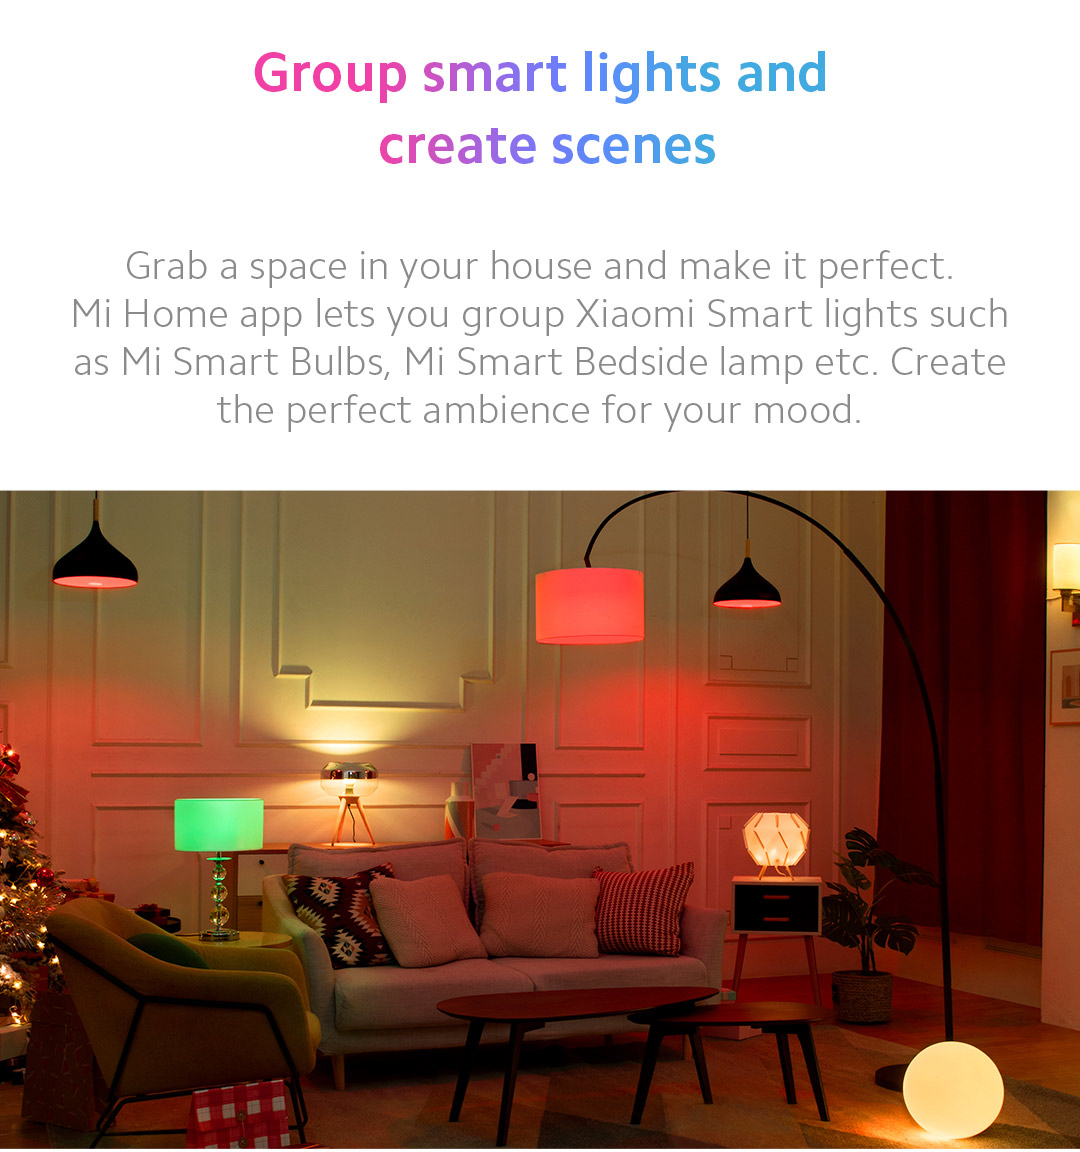 Group smart lights and
create scenes
Grab a space in your house and make it perfect.
Mi Home app lets you group Xiaomi Smart lights such
as Mi Smart Bulbs, Mi Smart Bedside lamp etc. Create
the perfect ambience for your mood.